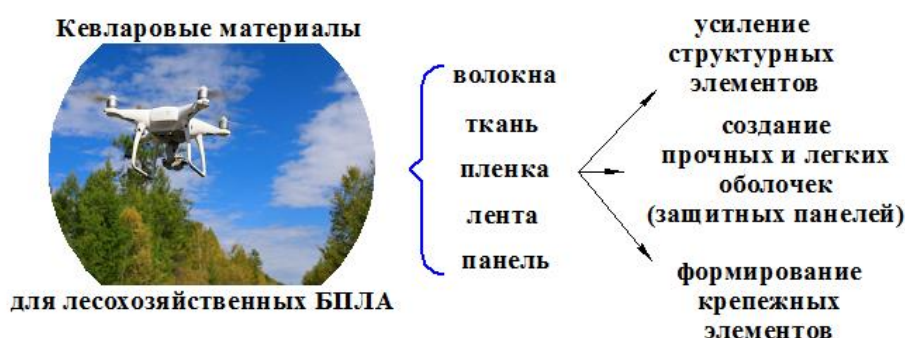 Кевларовые материалы
для лесохозяйственных БПЛА
волокна
ткань
пленка
лента
панель
усиление
структурных
элементов
создание
прочных и легких
оболочек
(защитных панелей)
формирование
крепежных
элементов